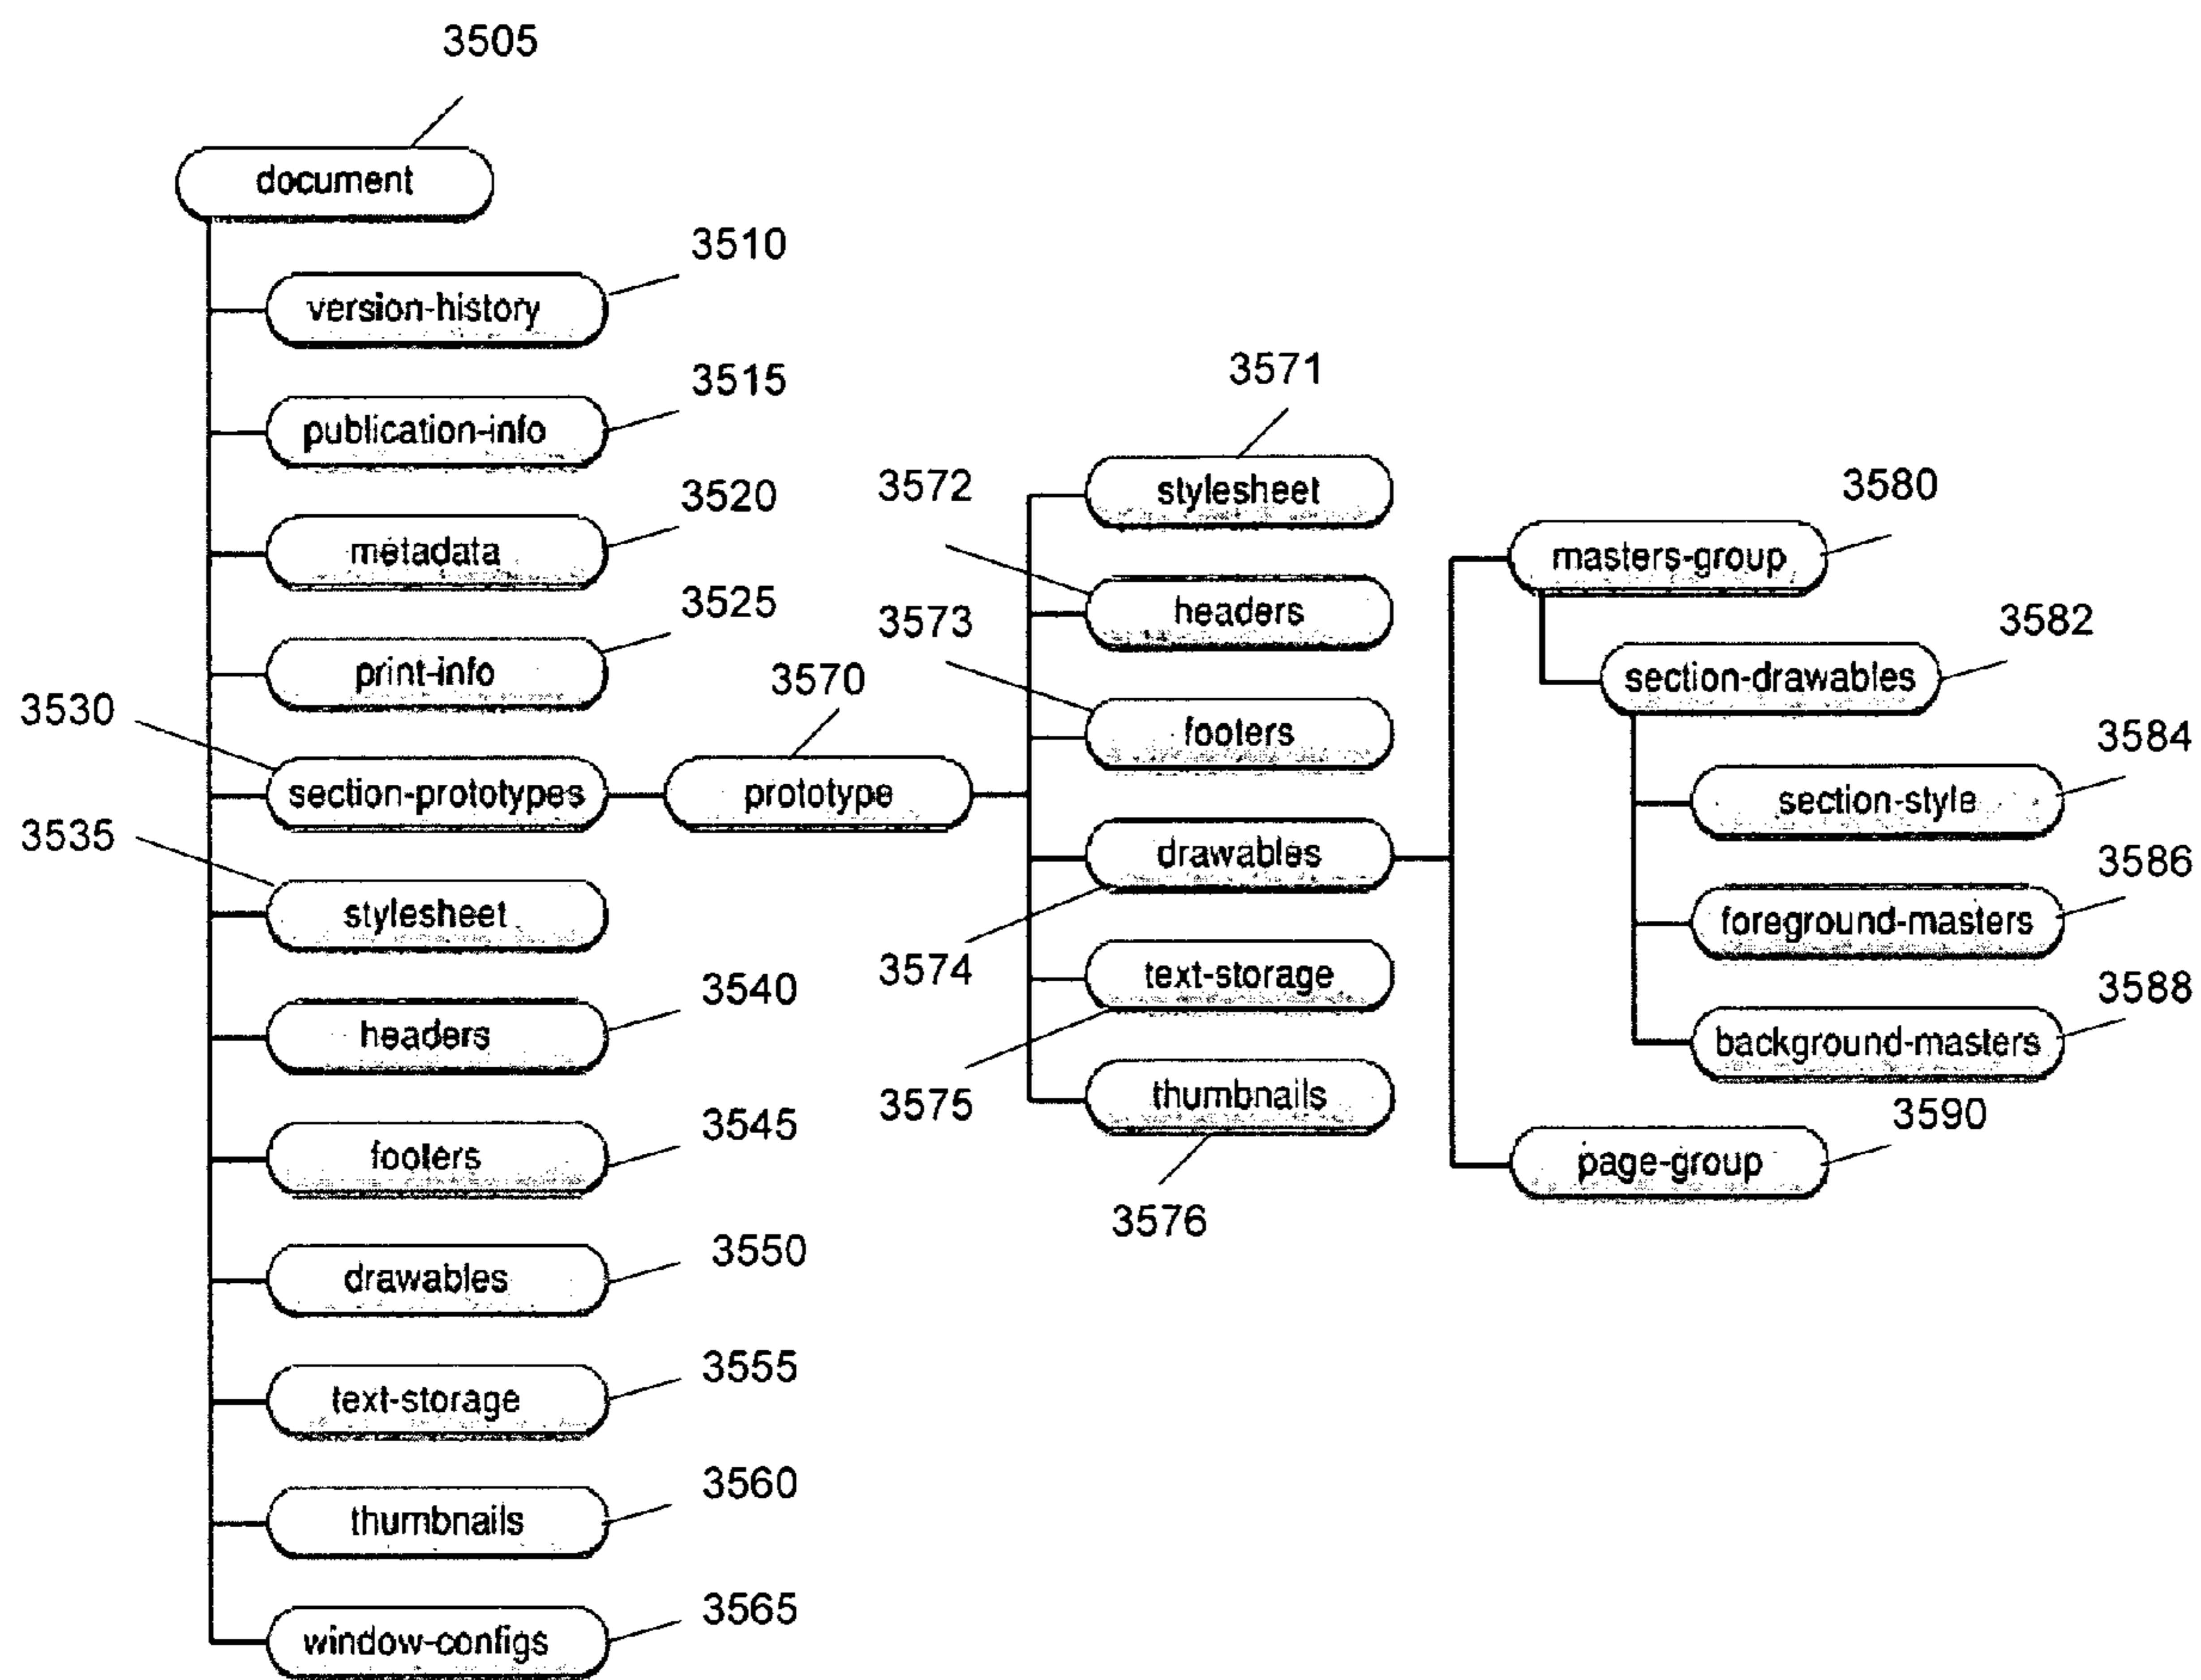 3505
document
3510
version-history
3515
publication-info
3520
metadata
3525
print-info
3530
section-prototypes
3535
stylesheet
3540
headers
3545
footers
3550
drawables
3555
text-storage
3560
thumbnails
3565
window-configs
3570
prototype
3571
stylesheet
3572
headers
3573
footers
drawables
3574
text-storage
3575
thumbnails
3576
3580
masters-group
3582
section-drawables
3584
section-style
3586
foreground-masters
3588
background-masters
3590
page-group